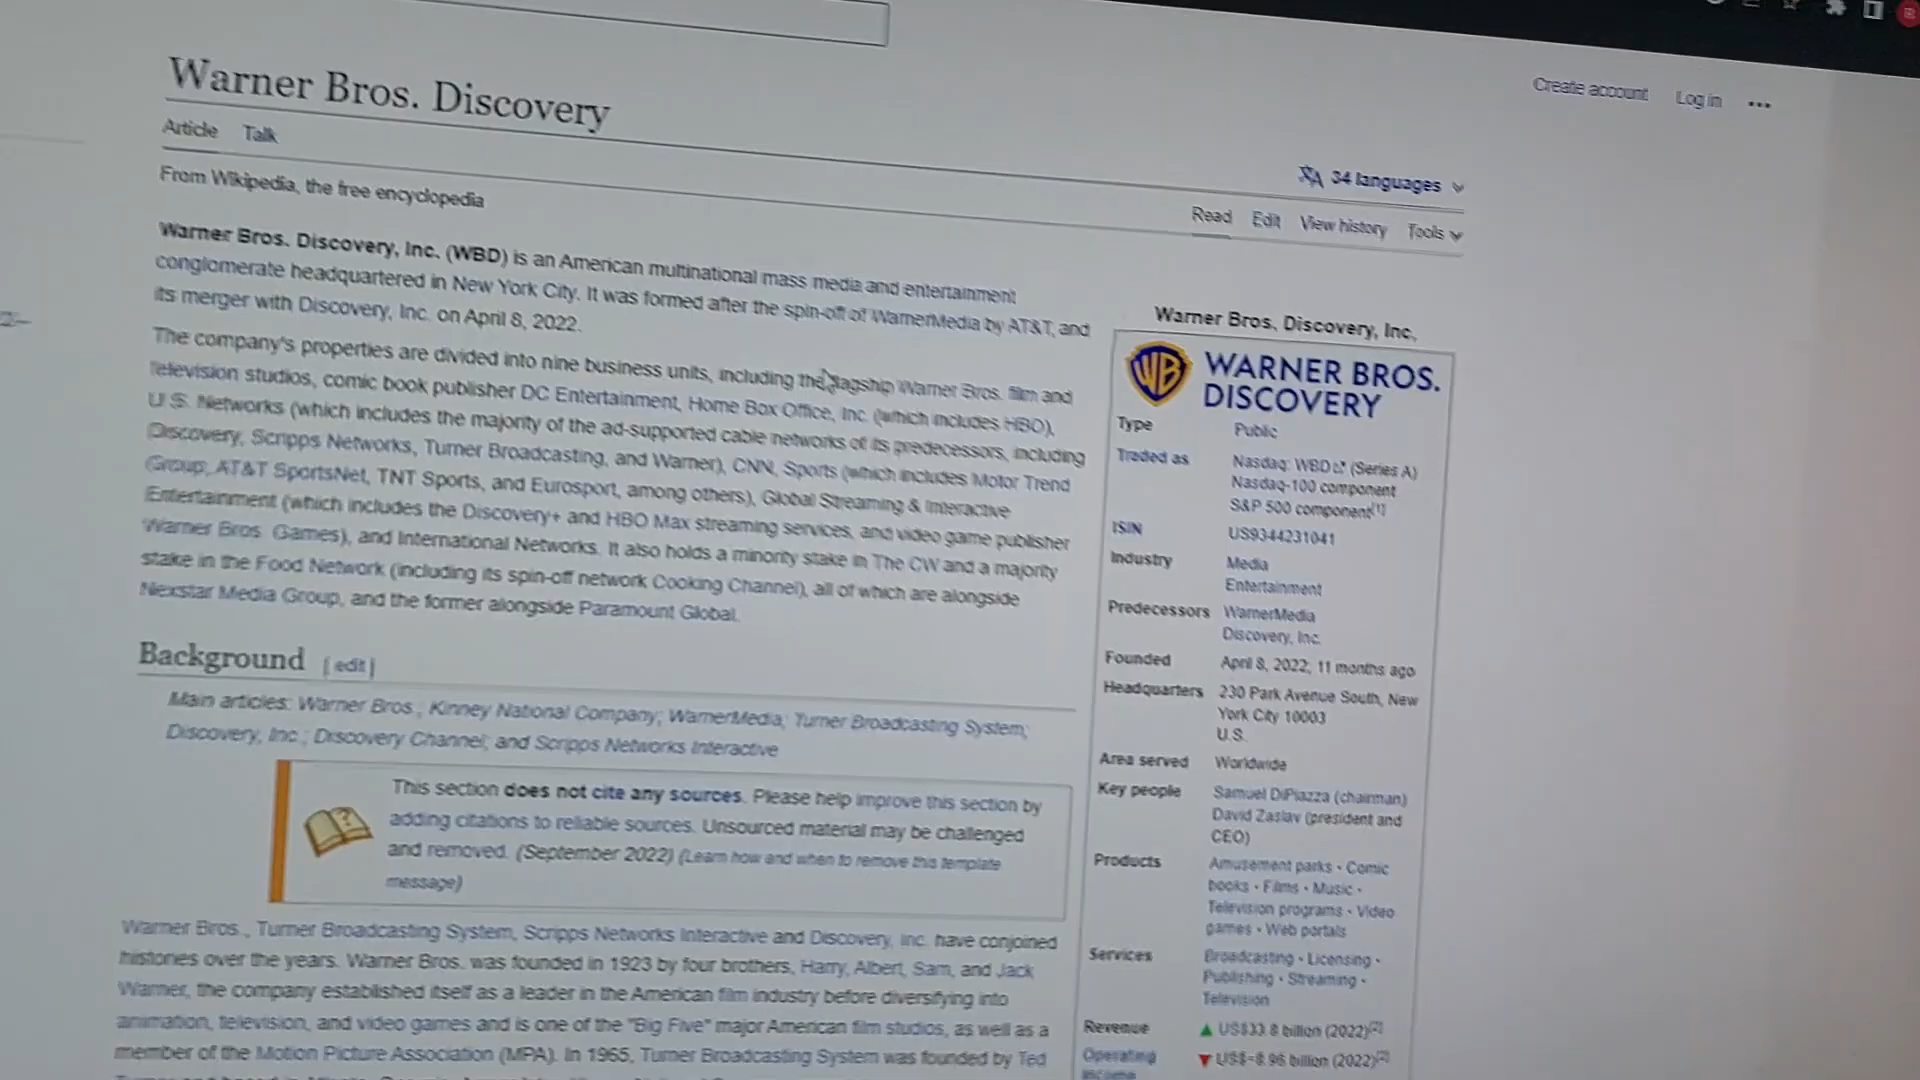 Create account Log in •••
Warner Bros. Discovery
Article Talk
34 languages
Read Edit View history Tools
From Wikipedia, the free encyclopedia
Warner Bros. Discovery, Inc. (WBD) is an American multinational mass media and entertainment
conglomerate headquartered in New York City. It was formed after the spin-off of WarnerMedia by AT&T, and
its merger with Discovery, Inc. on April 8, 2022.
The company's properties are divided into nine business units, including the flagship Warner Bros. film and
television studios, comic book publisher DC Entertainment, Home Box Office, Inc. (which includes HBO),
U.S. Networks (which includes the majority of the ad-supported cable networks of its predecessors, including
Discovery, Scripps Networks, Turner Broadcasting, and Warner), CNN, Sports (which includes Motor Trend
Group, AT&T SportsNet, TNT Sports, and Eurosport, among others), Global Streaming & Interactive
Entertainment (which includes the Discovery+ and HBO Max streaming services, and video game publisher
Warner Bros. Games), and International Networks. It also holds a minority stake in The CW and a majority
stake in the Food Network (including its spin-off network Cooking Channel), all of which are alongside
Nexstar Media Group, and the former alongside Paramount Global.
Background [ edit ]
Main articles: Warner Bros., Kinney National Company; WarnerMedia; Turner Broadcasting System;
Discovery, Inc.; Discovery Channel; and Scripps Networks Interactive
This section does not cite any sources. Please help improve this section by
adding citations to reliable sources. Unsourced material may be challenged
and removed. (September 2022) (Learn how and when to remove this template
message)
Warner Bros., Turner Broadcasting System, Scripps Networks Interactive and Discovery, Inc. have conjoined
histories over the years. Warner Bros. was founded in 1923 by four brothers, Harry, Albert, Sam, and Jack
Warner, the company established itself as a leader in the American film industry before diversifying into
animation, television, and video games and is one of the "Big Five" major American film studios, as well as a
member of the Motion Picture Association (MPA). In 1965, Turner Broadcasting System was founded by Ted
Warner Bros. Discovery, Inc.
WB WARNER BROS.
DISCOVERY
Type Public
Traded as Nasdaq: WBD (Series A)
Nasdaq-100 component
S&P 500 component[1]
ISIN US9344231041
Industry Media
Entertainment
Predecessors WarnerMedia
Discovery, Inc.
Founded April 8, 2022; 11 months ago
Headquarters 230 Park Avenue South, New
York City 10003
U.S.
Area served Worldwide
Key people Samuel DiPiazza (chairman)
David Zaslav (president and
CEO)
Products Amusement parks · Comic
books · Films · Music ·
Television programs · Video
games · Web portals
Services Broadcasting · Licensing ·
Publishing · Streaming ·
Television
Revenue ▲ US$33.8 billion (2022)[2]
Operating ▼ US$ billion (2022)[2]
income